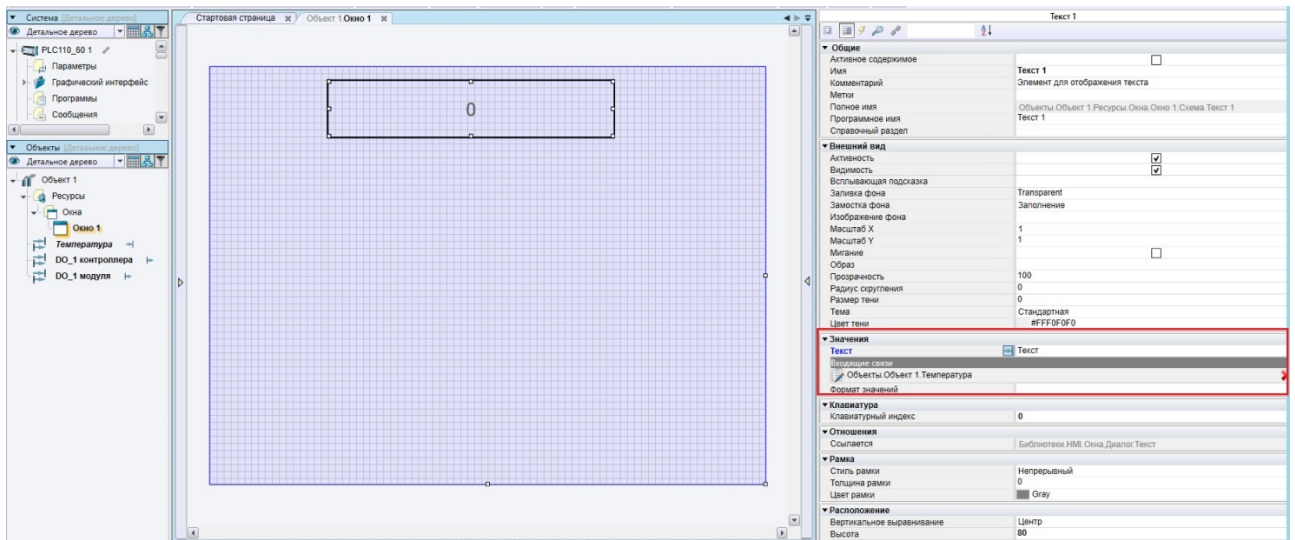 Система [Детальное дерево]
Детальное дерево
PLC110_60 1
Параметры
Графический интерфейс
Программы
Сообщения
Объекты [Детальное дерево]
Детальное дерево
Объект 1
Ресурсы
Окна
Окно 1
Температура
DO_1 контроллера
DO_1 модуля
Стартовая страница
Объект 1.Окно 1
0
Текст 1
Общие
Активное содержимое
Имя Текст 1
Комментарий Элемент для отображения текста
Метки
Полное имя Объекты.Объект 1.Ресурсы.Окна.Окно 1.Схема.Текст 1
Программное имя Текст 1
Справочный раздел
Внешний вид
Активность
Видимость
Всплывающая подсказка
Заливка фона Transparent
Замостка фона Заполнение
Изображение фона
Масштаб X 1
Масштаб Y 1
Мигание
Образ
Прозрачность 100
Радиус скругления 0
Размер тени 0
Тема Стандартная
Цвет тени #FFF0F0F0
Значения
Текст Текст
Входящие связи
Объекты.Объект 1.Температура
Формат значений
Клавиатура
Клавиатурный индекс 0
Отношения
Ссылается Библиотеки.HMI.Окна.Диалог.Текст
Рамка
Стиль рамки Непрерывный
Толщина рамки 0
Цвет рамки Gray
Расположение
Вертикальное выравнивание Центр
Высота 80